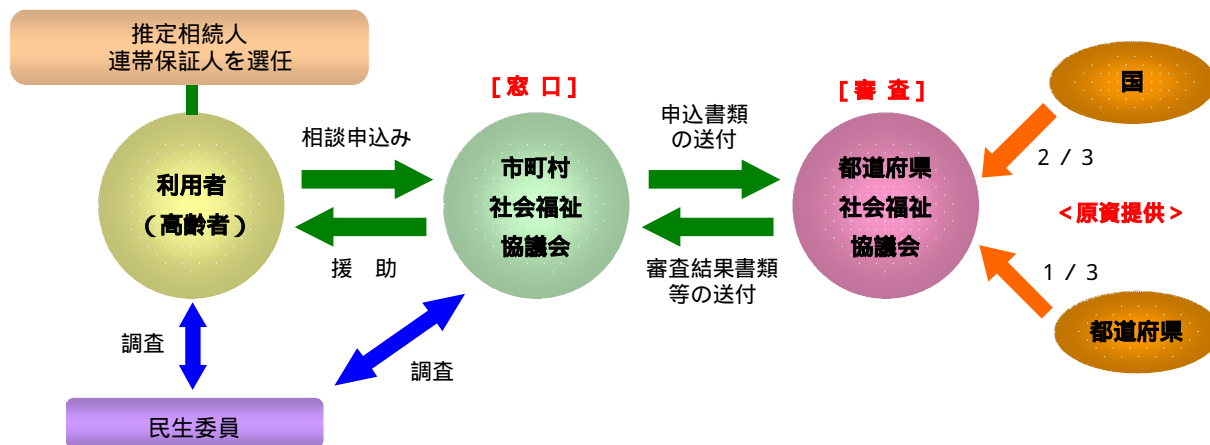 推定相続人
連帯保証人を選任
[ 窓 口 ]
[ 審 査 ]
国
相談申込み
申込書類
の送付
2 / 3
利用者
( 高齢者 )
市町村
社会福祉
協議会
都道府県
社会福祉
協議会
< 原資提供 >
援 助
審査結果書類
等の送付
1 / 3
都道府県
調査
調査
民生委員